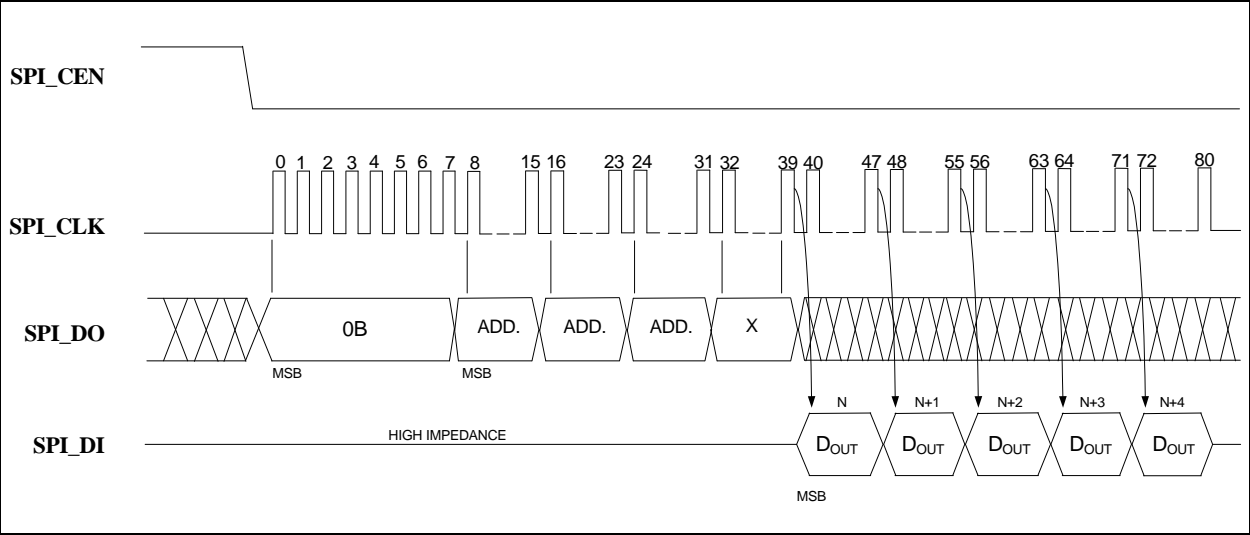 SPI_CEN
0 1 2 3 4 5 6 7 8 15 16 23 24 31 32 39 40 47 48 55 56 63 64 71 72 80
SPI_CLK
SPI_DO
0B ADD. ADD. ADD. X
MSB MSB
N N+1 N+2 N+3 N+4
HIGH IMPEDANCE
SPI_DI
DOUT DOUT DOUT DOUT DOUT
MSB